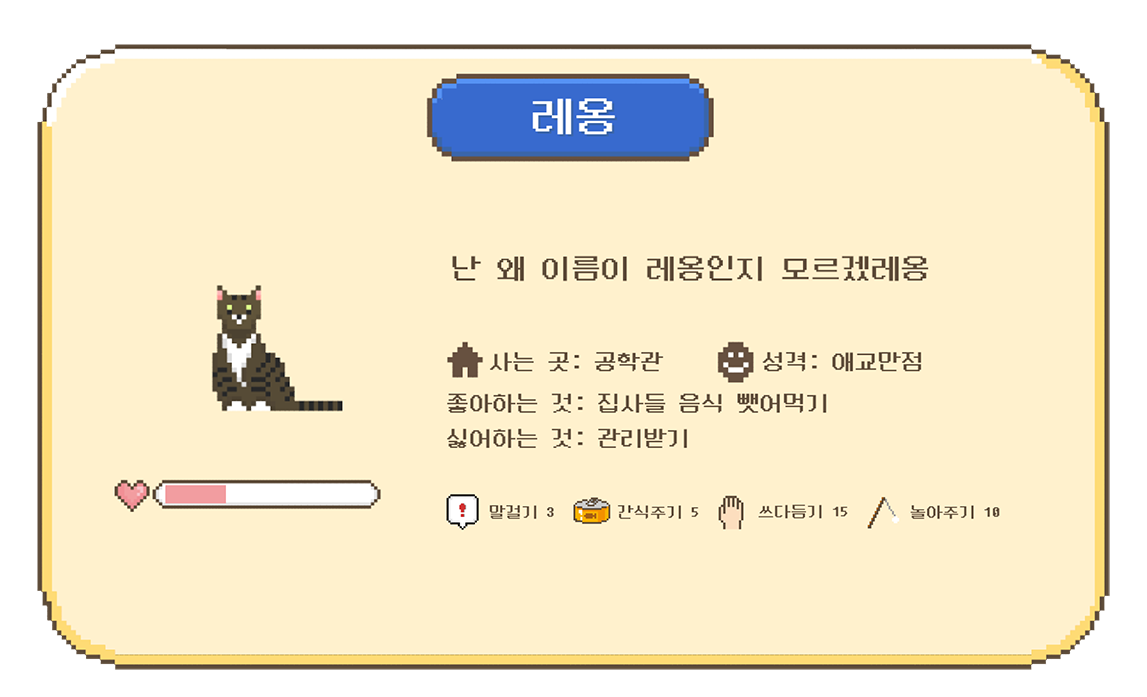 레옹
난 왜 이름이 레옹인지 모르겠레옹
사는 곳: 공학관 성격: 애교만점
좋아하는 것: 집사들 음식 뺏어먹기
싫어하는 것: 관리받기
말걸기 3 간식주기 5 쓰다듬기 15 놀아주기 10